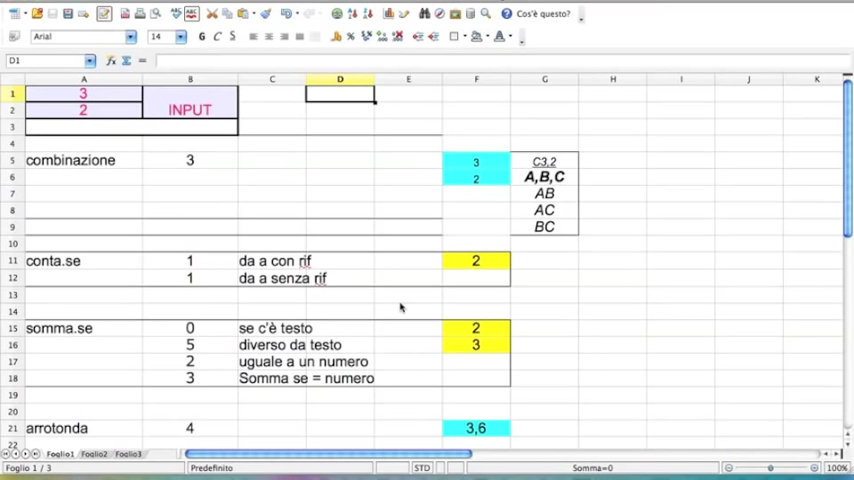 Cos'è questo?
Arial 14 G C S
D1
A B C D E F G H I J K
1 3
2 2 INPUT
3
4
5 combinazione 3 3 C3,2
6 2 A,B,C
7 AB
8 AC
9 BC
10
11 conta.se 1 da a con rif 2
12 1 da a senza rif
13
14
15 somma.se 0 se c'è testo 2
16 5 diverso da testo 3
17 2 uguale a un numero
18 3 Somma se = numero
19
20
21 arrotonda 4 3,6
22
Foglio1 Foglio2 Foglio3
Foglio 1 / 3 Predefinito STD Somma=0 100%